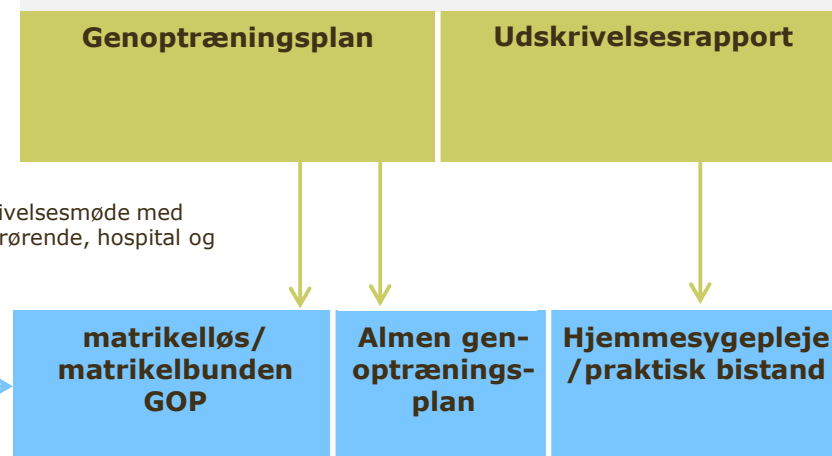 Genoptræningsplan
Udskrivelsesrapport
ivelsesmøde med
rørende, hospital og
matrikelløs/
matrikelbunden
GOP
Almen gen-
optrænings-
plan
Hjemmesygepleje
/praktisk bistand